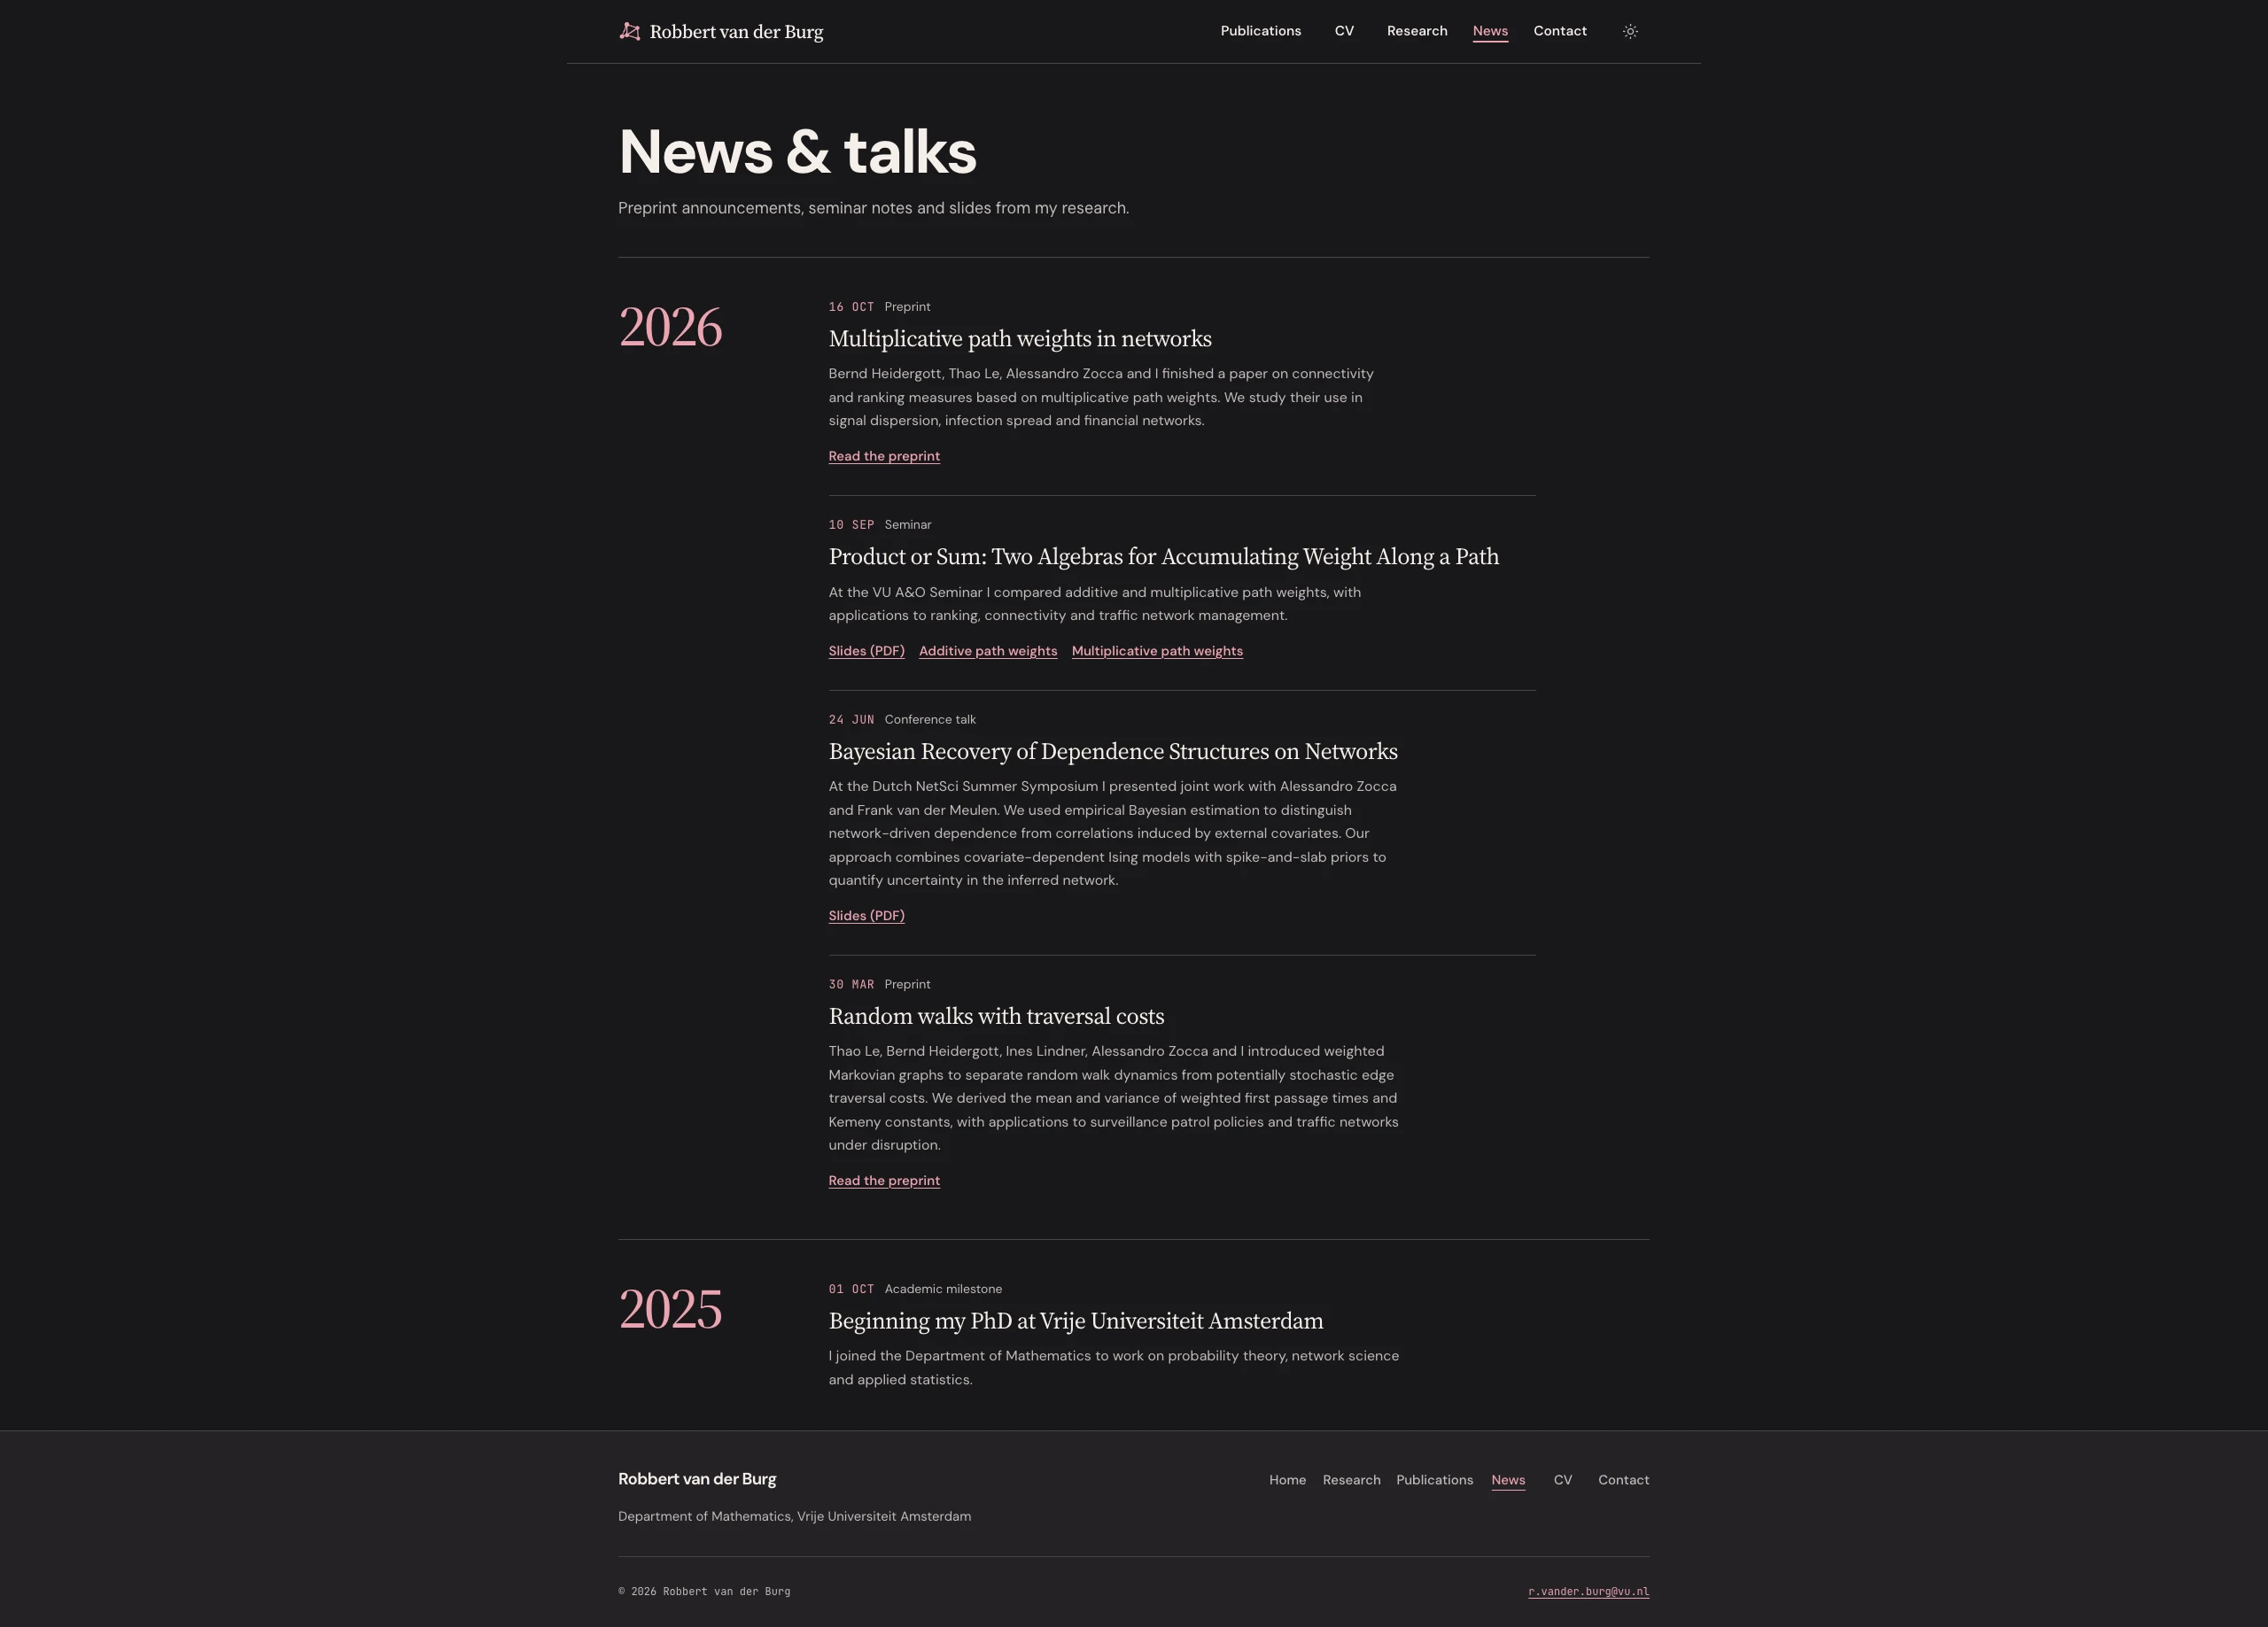 Robbert van der Burg
Publications CV Research News Contact
News & talks
Preprint announcements, seminar notes and slides from my research.
2026
16 OCT Preprint
Multiplicative path weights in networks
Bernd Heidergott, Thao Le, Alessandro Zocca and I finished a paper on connectivity
and ranking measures based on multiplicative path weights. We study their use in
signal dispersion, infection spread and financial networks.
Read the preprint
10 SEP Seminar
Product or Sum: Two Algebras for Accumulating Weight Along a Path
At the VU A&O Seminar I compared additive and multiplicative path weights, with
applications to ranking, connectivity and traffic network management.
Slides (PDF) Additive path weights Multiplicative path weights
24 JUN Conference talk
Bayesian Recovery of Dependence Structures on Networks
At the Dutch NetSci Summer Symposium I presented joint work with Alessandro Zocca
and Frank van der Meulen. We used empirical Bayesian estimation to distinguish
network-driven dependence from correlations induced by external covariates. Our
approach combines covariate-dependent Ising models with spike-and-slab priors to
quantify uncertainty in the inferred network.
Slides (PDF)
30 MAR Preprint
Random walks with traversal costs
Thao Le, Bernd Heidergott, Ines Lindner, Alessandro Zocca and I introduced weighted
Markovian graphs to separate random walk dynamics from potentially stochastic edge
traversal costs. We derived the mean and variance of weighted first passage times and
Kemeny constants, with applications to surveillance patrol policies and traffic networks
under disruption.
Read the preprint
2025
01 OCT Academic milestone
Beginning my PhD at Vrije Universiteit Amsterdam
I joined the Department of Mathematics to work on probability theory, network science
and applied statistics.
Robbert van der Burg
Home Research Publications News CV Contact
Department of Mathematics, Vrije Universiteit Amsterdam
© 2026 Robbert van der Burg
r.vander.burg@vu.nl